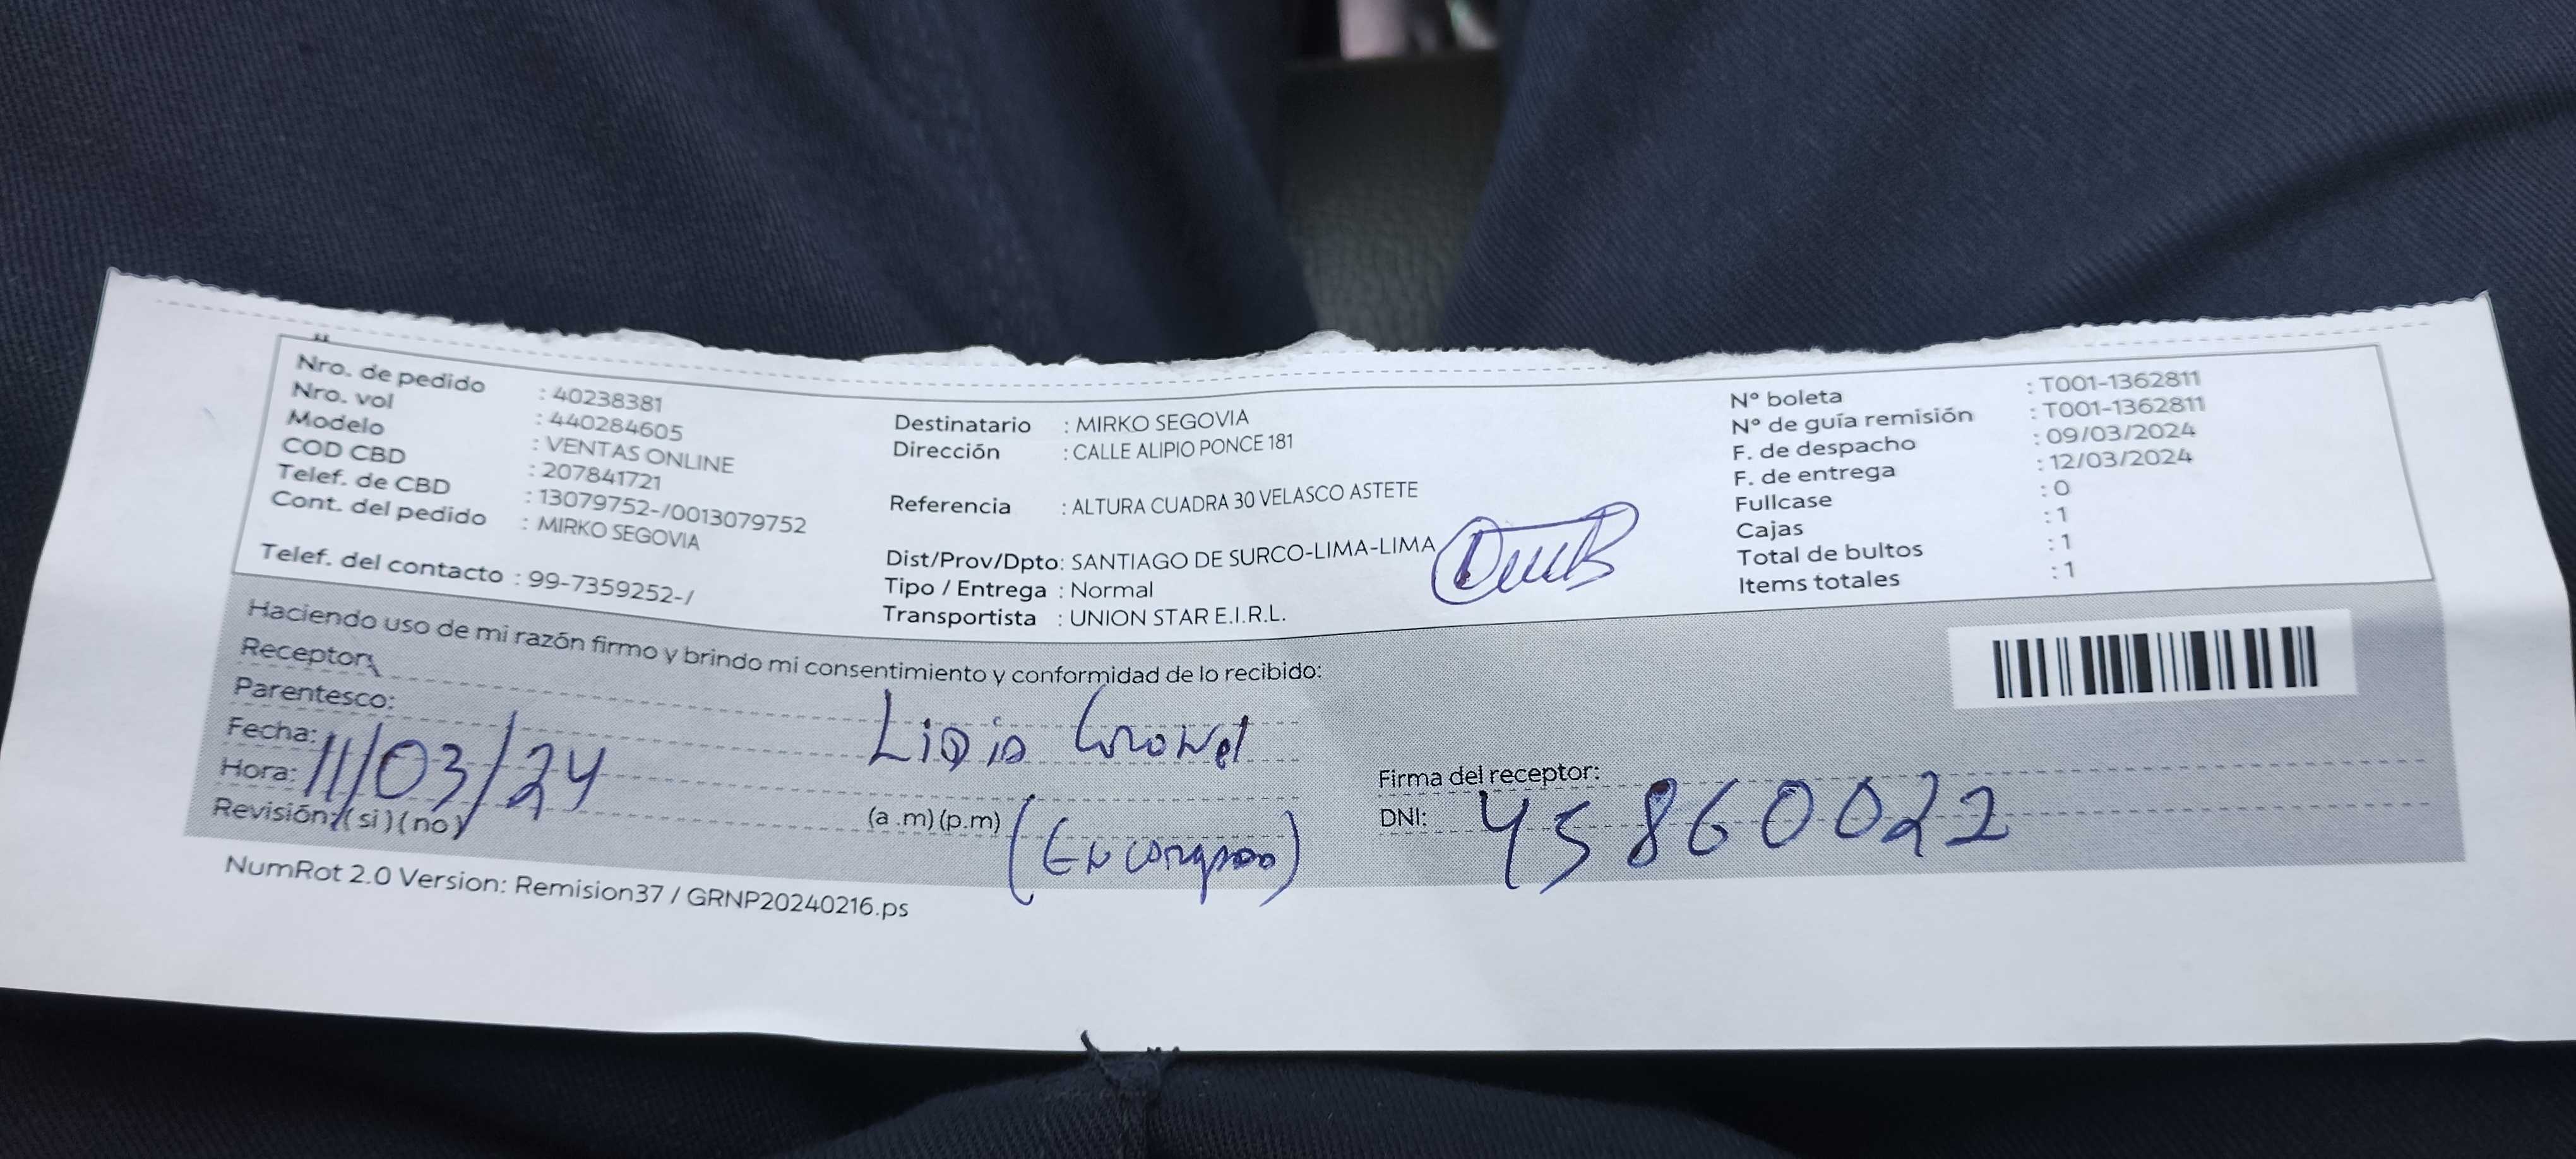 Nro. de pedido : 40238381
Nro. vol : 440284605
Modelo : VENTAS ONLINE
COD CBD : 207841721
Telef. de CBD : 13079752-/0013079752
Cont. del pedido : MIRKO SEGOVIA
Telef. del contacto : 99-7359252-/
Destinatario : MIRKO SEGOVIA
Dirección : CALLE ALIPIO PONCE 181
Referencia : ALTURA CUADRA 30 VELASCO ASTETE
Dist/Prov/Dpto: SANTIAGO DE SURCO-LIMA-LIMA
Tipo / Entrega : Normal
Transportista : UNION STAR E.I.R.L.
N° boleta : T001-1362811
N° de guía remisión : T001-1362811
F. de despacho : 09/03/2024
F. de entrega : 12/03/2024
Fullcase : 0
Cajas : 1
Total de bultos : 1
Items totales : 1
Haciendo uso de mi razón firmo y brindo mi consentimiento y conformidad de lo recibido:
Receptor:
Parentesco: Lidia Coronel
Fecha: 11/03/24
Hora: (a .m) (p.m)
Revisión: ( si ) ( no )
Firma del receptor:
DNI: 45860022
NumRot 2.0 Version: Remision37 / GRNP20240216.ps